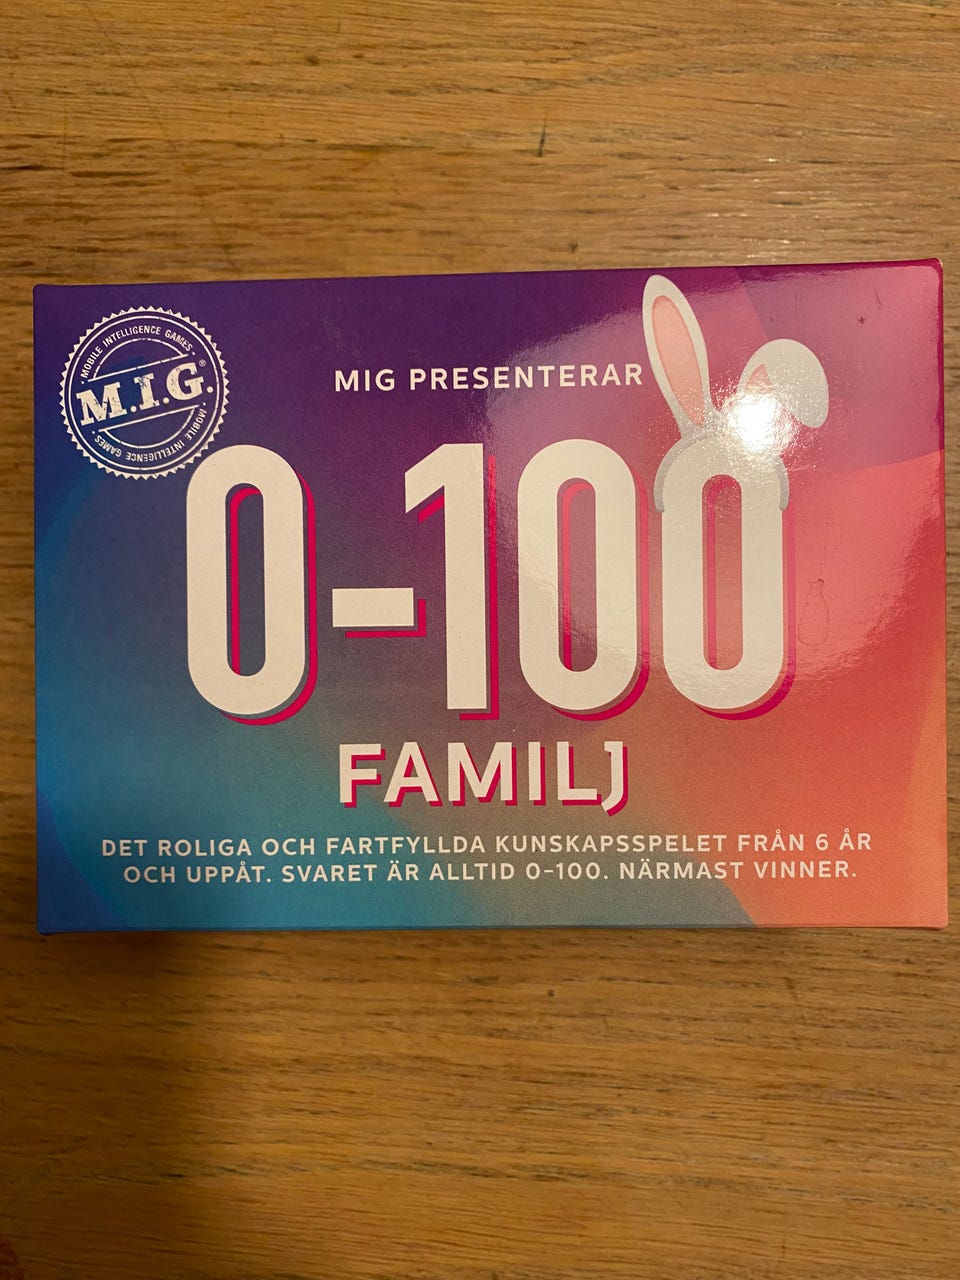 MOBILE INTELLIGENCE GAMES
M.I.G.®
MOBILE INTELLIGENCE GAMES
MIG PRESENTERAR
0-100
FAMILJ
DET ROLIGA OCH FARTFYLLDA KUNSKAPSSPELET FRÅN 6 ÅR
OCH UPPÅT. SVARET ÄR ALLTID 0-100. NÄRMAST VINNER.